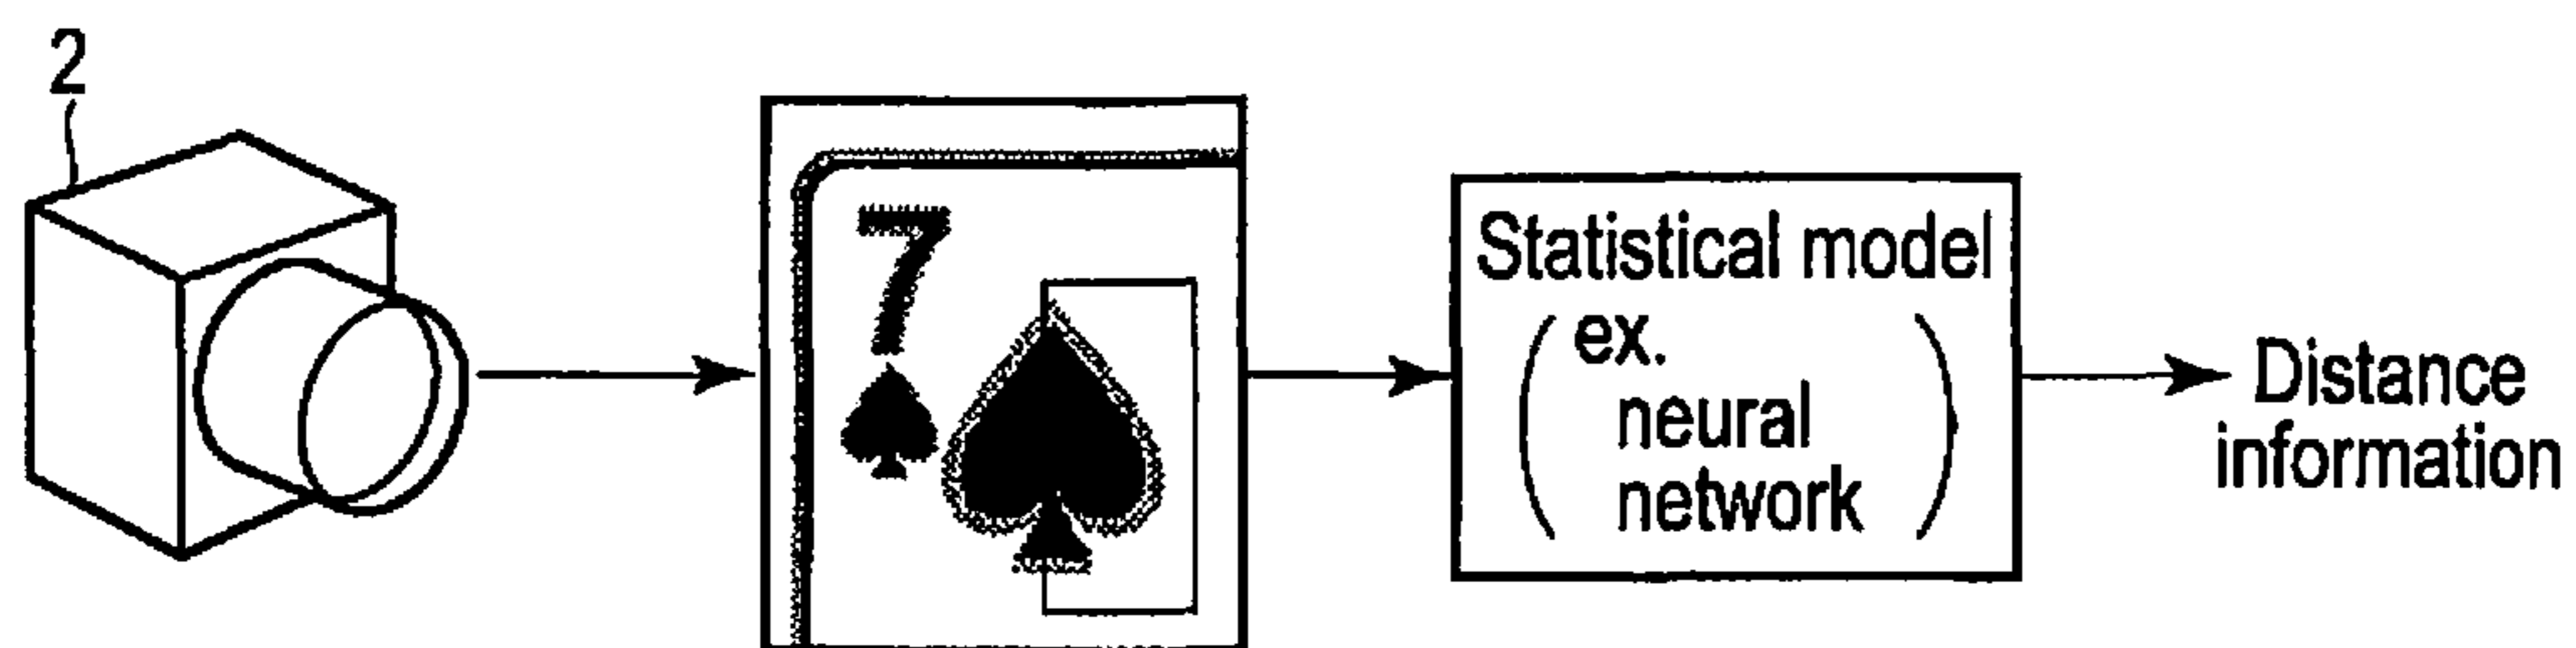 2
7
Statistical model
( ex.
neural
network )
Distance
information